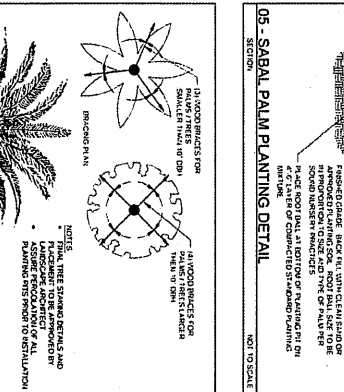 FINISHED GRADE BACK FILL WITH CLEAN SAND OR
APPROVED PLANTING SOIL ROOT BALL SIZE TO BE
IN PROPORTION TO SIZE AND TYPE OF PALM PER
SOUND NURSERY PRACTICES
PLACE ROOT BALL AT BOTTOM OF PLANTING PIT ON
LAYER OF COMPACTED STANDARD PLANTING
MIXTURE
05 - SABAL PALM PLANTING DETAIL
SECTION
NOT TO SCALE
(3) WOOD BRACES FOR
PALMS / TREES
SMALLER THAN 10" DBH
(4) WOOD BRACES FOR
PALMS / TREES LARGER
THEN 10" DBH
BRACING PLAN
NOTES
• FINAL TREE STAKING DETAILS AND
PLACEMENT TO BE APPROVED BY
LANDSCAPE ARCHITECT
• ASSURE PERCOLATION OF ALL
PLANTING PITS PRIOR TO INSTALLATION